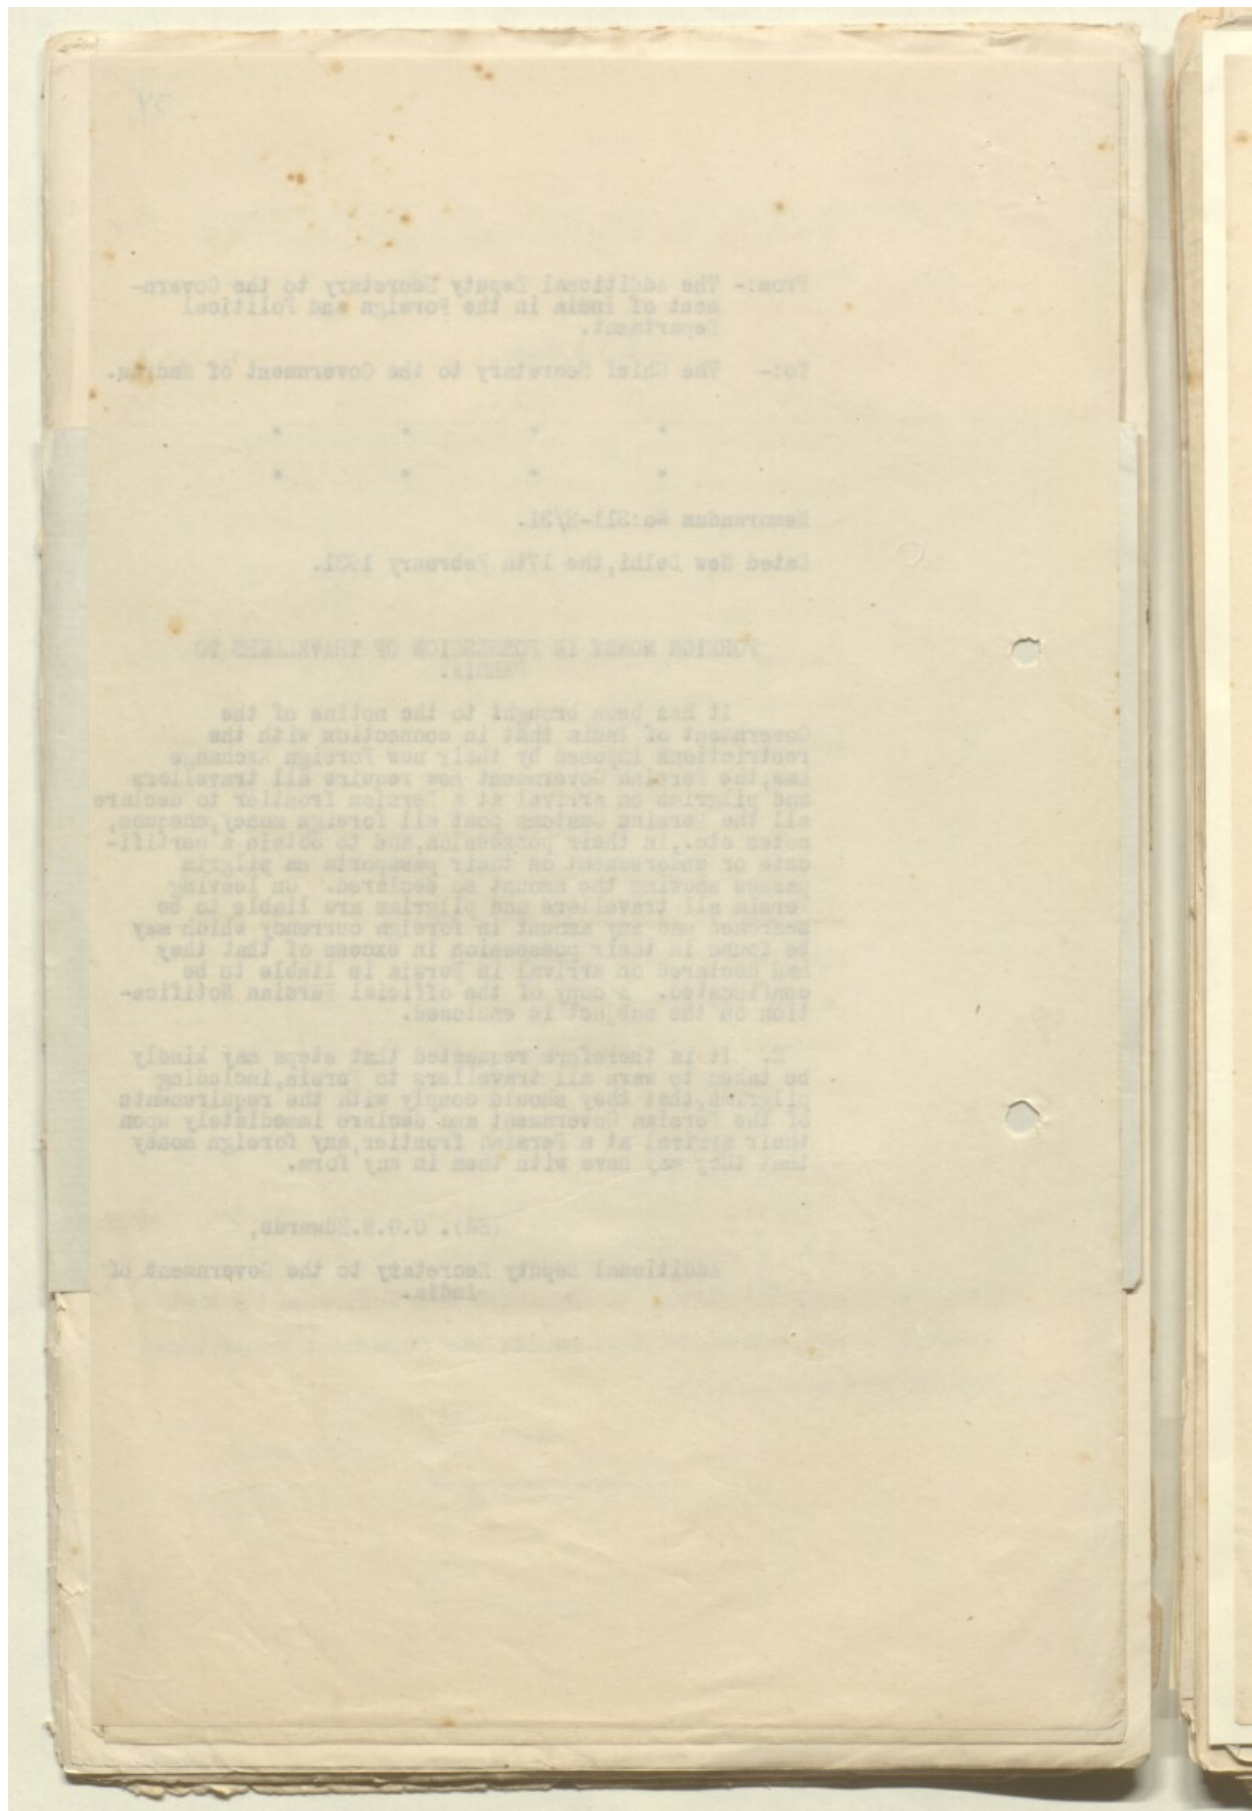 From:- The Additional Deputy Secretary to the Govern-
ment of India in the Foreign and Political
Department.
To:- The Chief Secretary to the Government of Madras.
* * * *
* * * *
Memorandum No:311-N/31.
Dated New Delhi,the 17th February 1931.
FOREIGN MONEY IN POSSESSION OF TRAVELLERS TO
PERSIA.
It has been brought to the notice of the
Government of India that in connection with the
restrictions imposed by their new Foreign Exchange
law,the Persian Government now require all travellers
and pilgrims on arrival at a Persian frontier to declare
all the Persian Customs post all foreign money,cheques,
notes etc.,in their possession,and to obtain a certifi-
cate or endorsement on their passports on pilgrim
passes showing the amount so declared. On leaving
Persia all travellers and pilgrims are liable to be
searched and any amount in foreign currency which may
be found in their possession in excess of that they
had declared on arrival in Persia is liable to be
confiscated. A copy of the official Persian Notifica-
tion on the subject is enclosed.
2. It is therefore requested that steps may kindly
be taken to warn all travellers to Persia,including
pilgrims,that they should comply with the requirements
of the Persian Government and declare immediately upon
their arrival at a Persian frontier,any foreign money
that they may have with them in any form.
(Sd). C.G.N.Edwards,
Additional Deputy Secretary to the Government of
India.